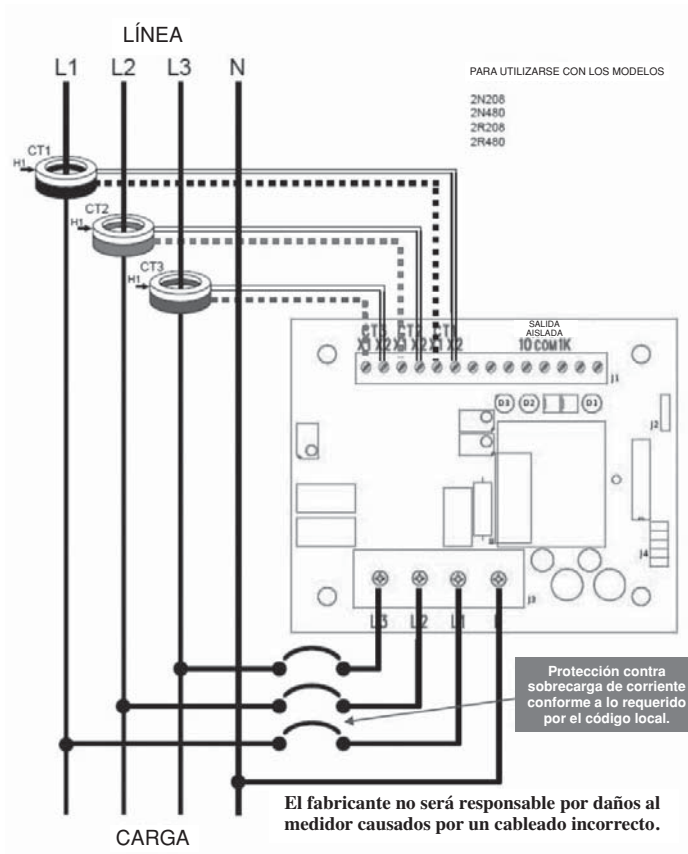 LÍNEA
L1 L2 L3 N
PARA UTILIZARSE CON LOS MODELOS
2N208
2N480
2R208
2R480
CT1
H1
CT2
H1
CT3
H1
SALIDA
AISLADA
CT3 CT2 CT1
X1 X2 X1 X2 X1 X2 10 COM 1K
J1
D3 D2 D1
J2
J4
J3
L3 L2 L1 N
Protección contra
sobrecarga de corriente
conforme a lo requerido
por el código local.
El fabricante no será responsable por daños al
medidor causados por un cableado incorrecto.
CARGA